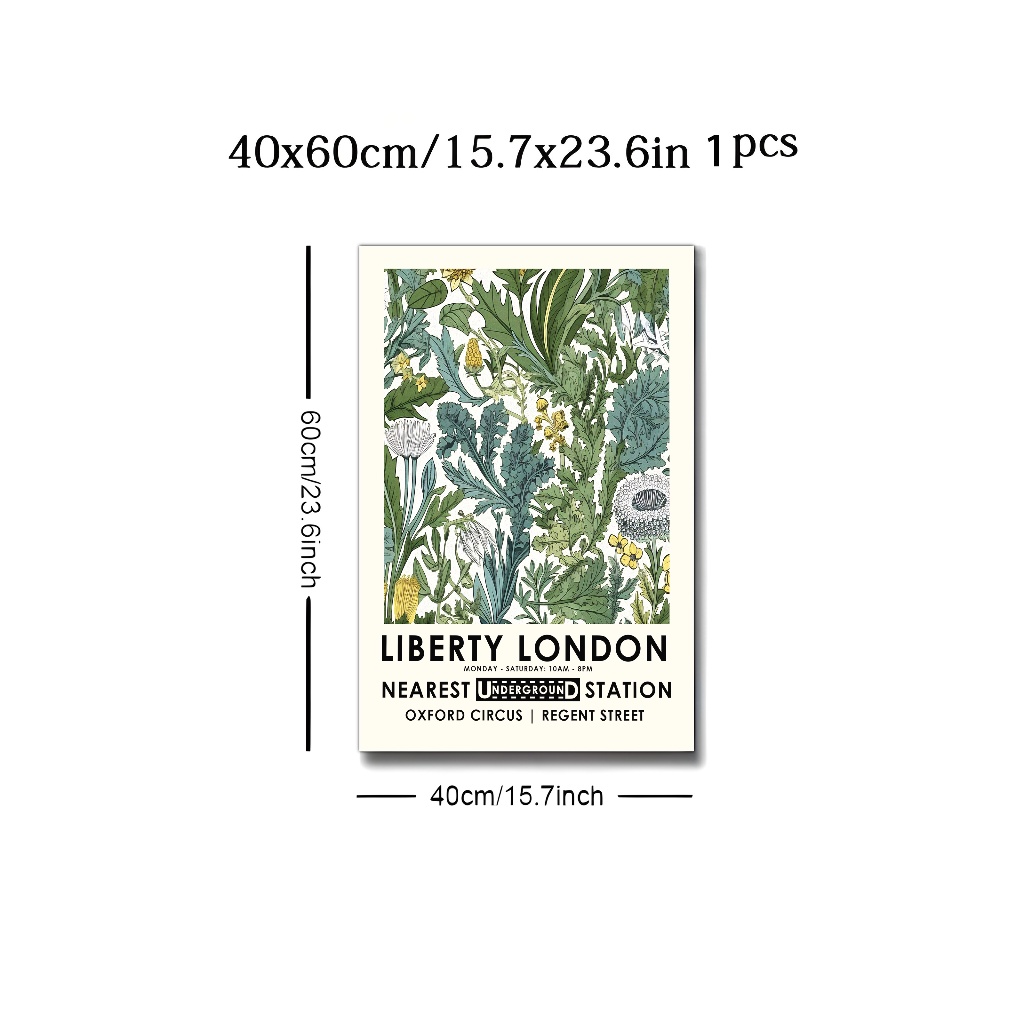 40x60cm/15.7x23.6in 1pcs
60cm/23.6inch
LIBERTY LONDON
MONDAY - SATURDAY: 10AM - 8PM
NEAREST UNDERGROUND STATION
OXFORD CIRCUS | REGENT STREET
40cm/15.7inch